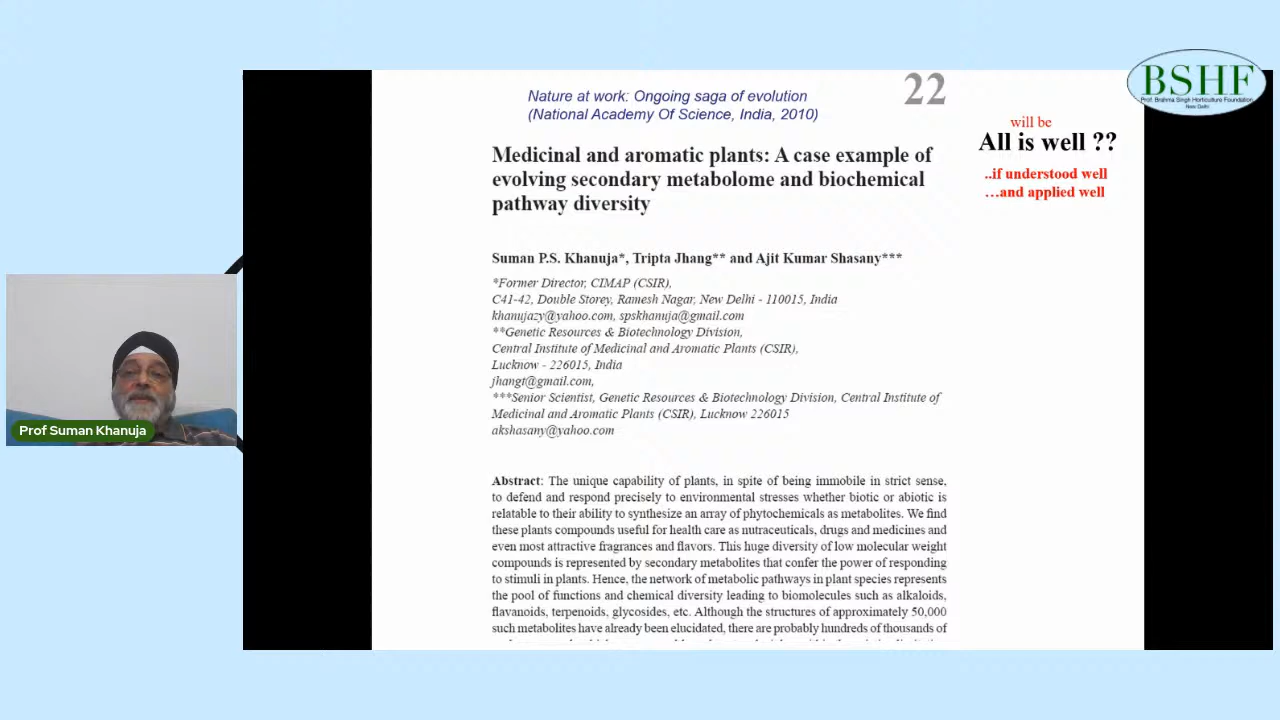 BSHF
Prof. Brahma Singh Horticulture Foundation
New Delhi
Nature at work: Ongoing saga of evolution
(National Academy Of Science, India, 2010)
22
will be
All is well ??
..if understood well
…and applied well
Medicinal and aromatic plants: A case example of
evolving secondary metabolome and biochemical
pathway diversity
Suman P.S. Khanuja*, Tripta Jhang** and Ajit Kumar Shasany***
*Former Director, CIMAP (CSIR),
C41-42, Double Storey, Ramesh Nagar, New Delhi - 110015, India
khanujazy@yahoo.com, spskhanuja@gmail.com
**Genetic Resources & Biotechnology Division,
Central Institute of Medicinal and Aromatic Plants (CSIR),
Lucknow - 226015, India
jhangt@gmail.com,
***Senior Scientist, Genetic Resources & Biotechnology Division, Central Institute of
Medicinal and Aromatic Plants (CSIR), Lucknow 226015
akshasany@yahoo.com
Abstract: The unique capability of plants, in spite of being immobile in strict sense,
to defend and respond precisely to environmental stresses whether biotic or abiotic is
relatable to their ability to synthesize an array of phytochemicals as metabolites. We find
these plants compounds useful for health care as nutraceuticals, drugs and medicines and
even most attractive fragrances and flavors. This huge diversity of low molecular weight
compounds is represented by secondary metabolites that confer the power of responding
to stimuli in plants. Hence, the network of metabolic pathways in plant species represents
the pool of functions and chemical diversity leading to biomolecules such as alkaloids,
flavanoids, terpenoids, glycosides, etc. Although the structures of approximately 50,000
such metabolites have already been elucidated, there are probably hundreds of thousands of
Prof Suman Khanuja